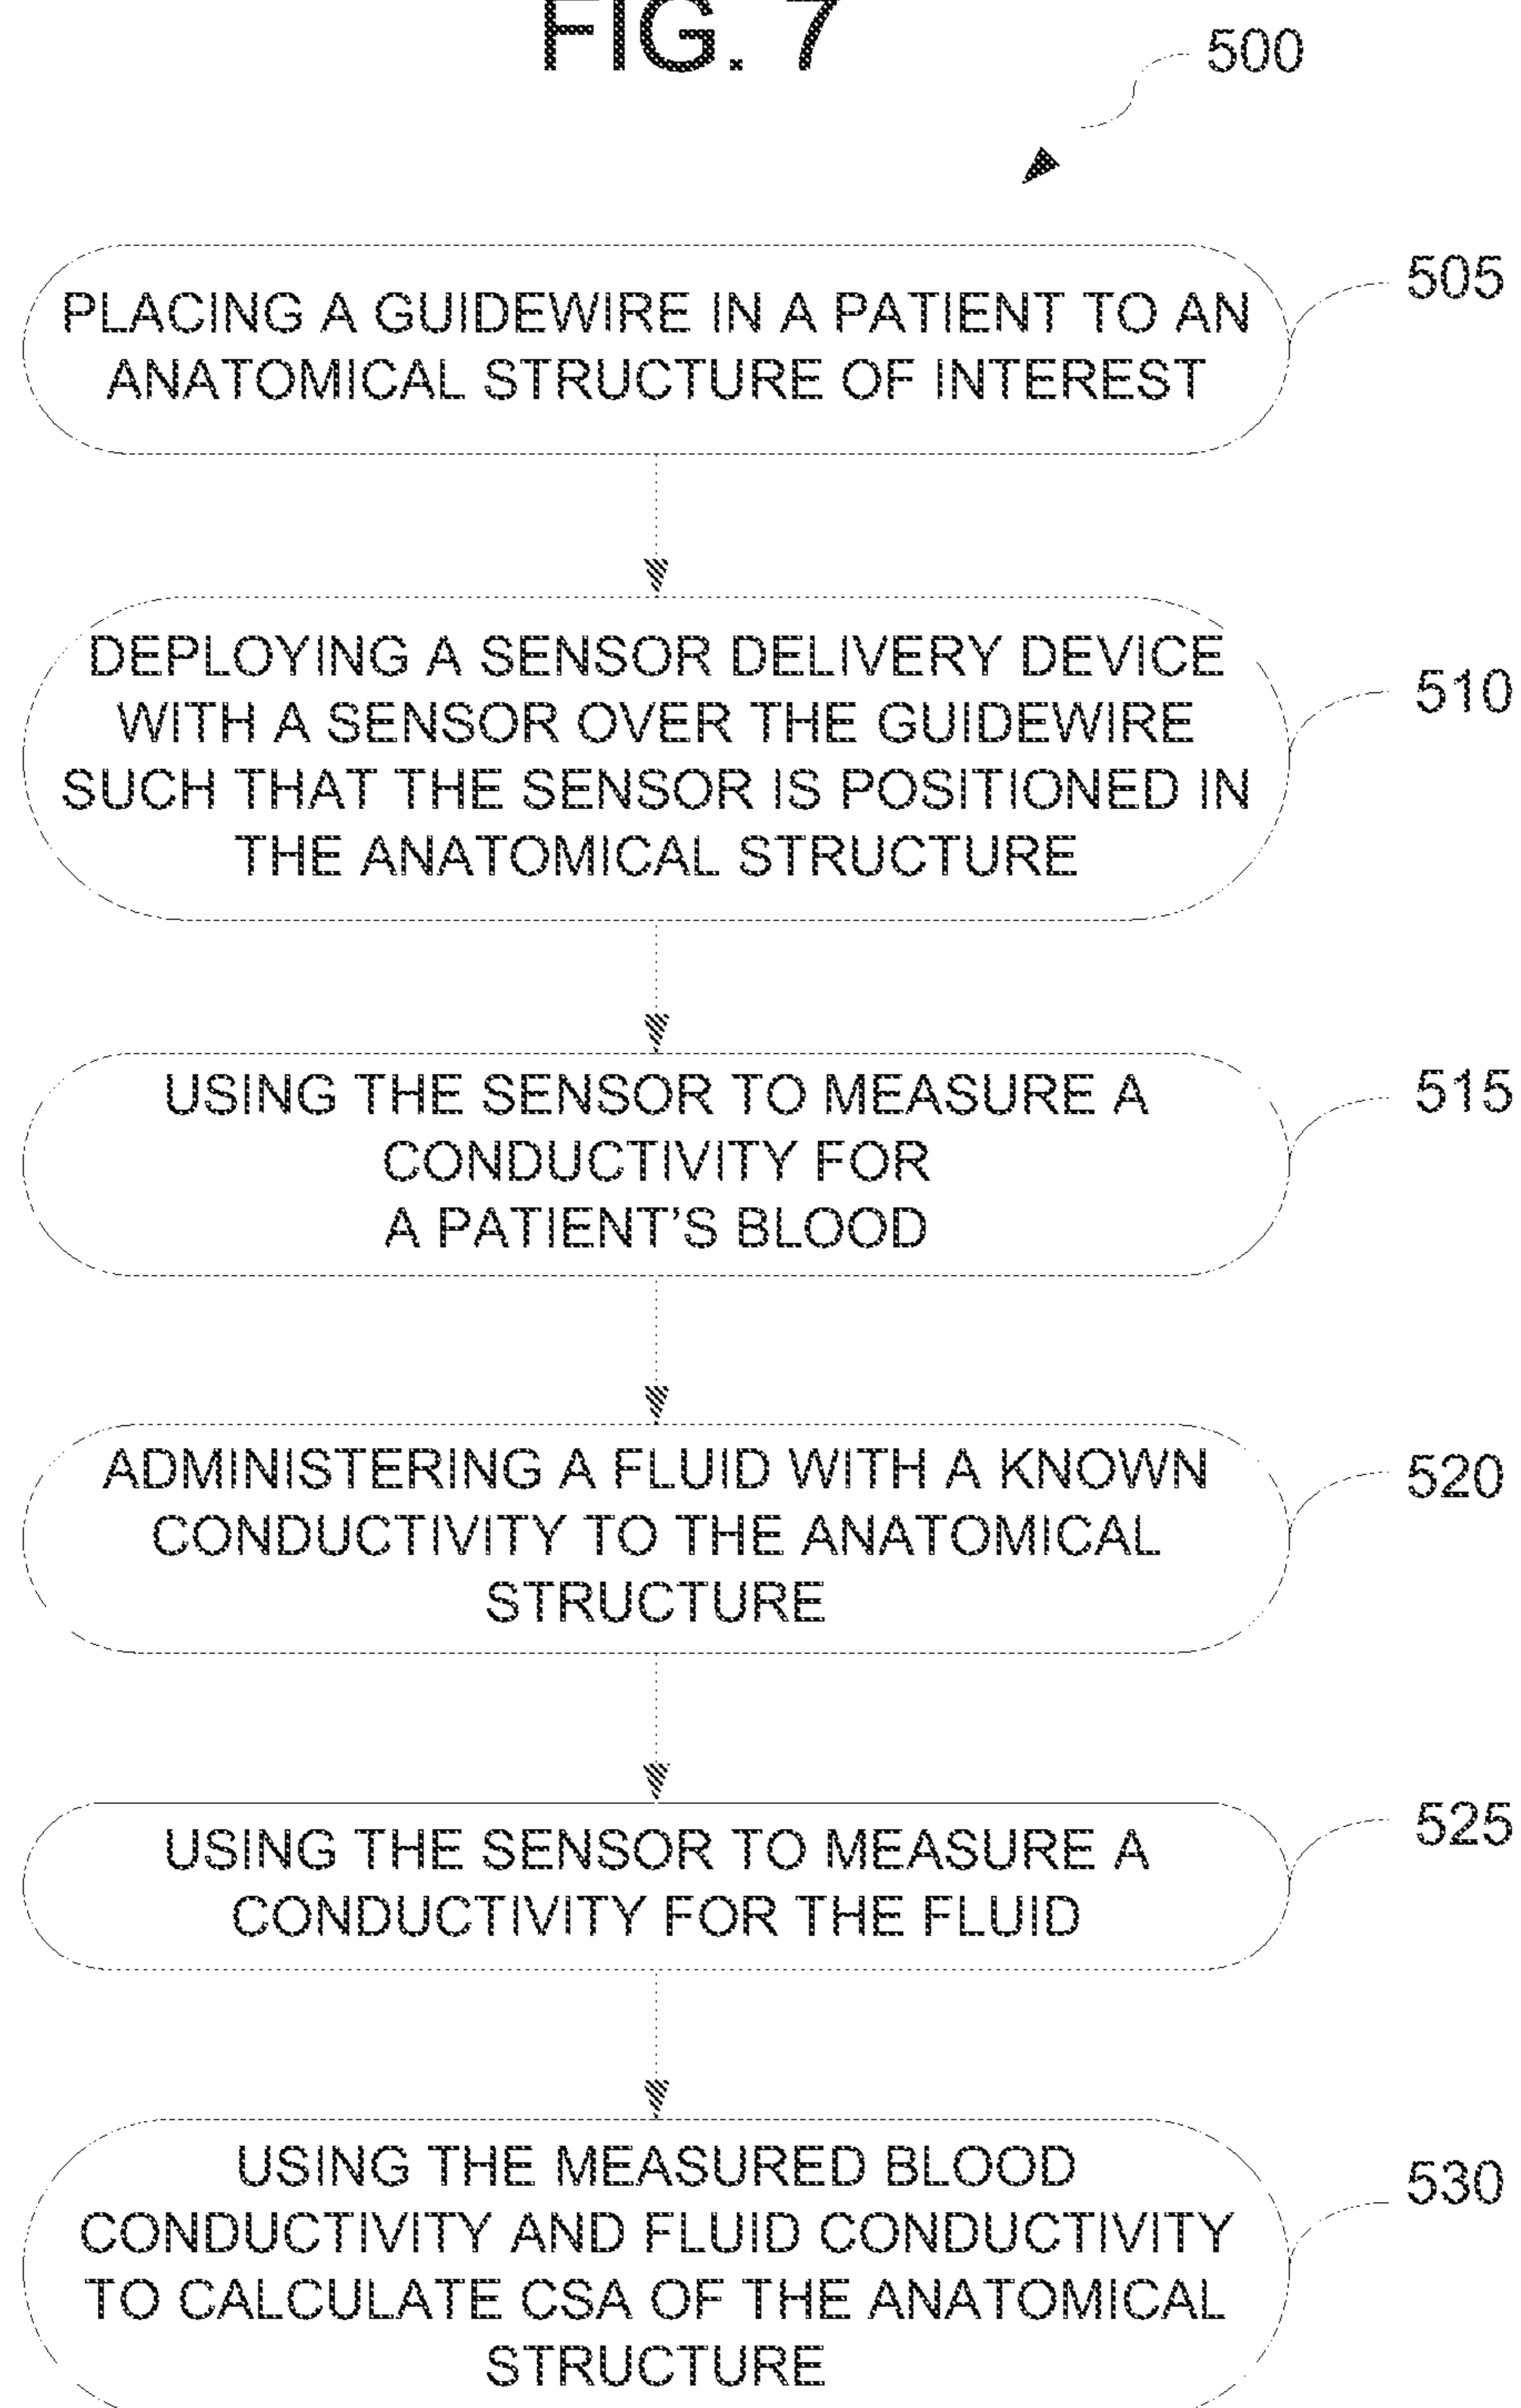 FIG. 7
500
PLACING A GUIDEWIRE IN A PATIENT TO AN
ANATOMICAL STRUCTURE OF INTEREST
505
DEPLOYING A SENSOR DELIVERY DEVICE
WITH A SENSOR OVER THE GUIDEWIRE
SUCH THAT THE SENSOR IS POSITIONED IN
THE ANATOMICAL STRUCTURE
510
USING THE SENSOR TO MEASURE A
CONDUCTIVITY FOR
A PATIENT'S BLOOD
515
ADMINISTERING A FLUID WITH A KNOWN
CONDUCTIVITY TO THE ANATOMICAL
STRUCTURE
520
USING THE SENSOR TO MEASURE A
CONDUCTIVITY FOR THE FLUID
525
USING THE MEASURED BLOOD
CONDUCTIVITY AND FLUID CONDUCTIVITY
TO CALCULATE CSA OF THE ANATOMICAL
STRUCTURE
530